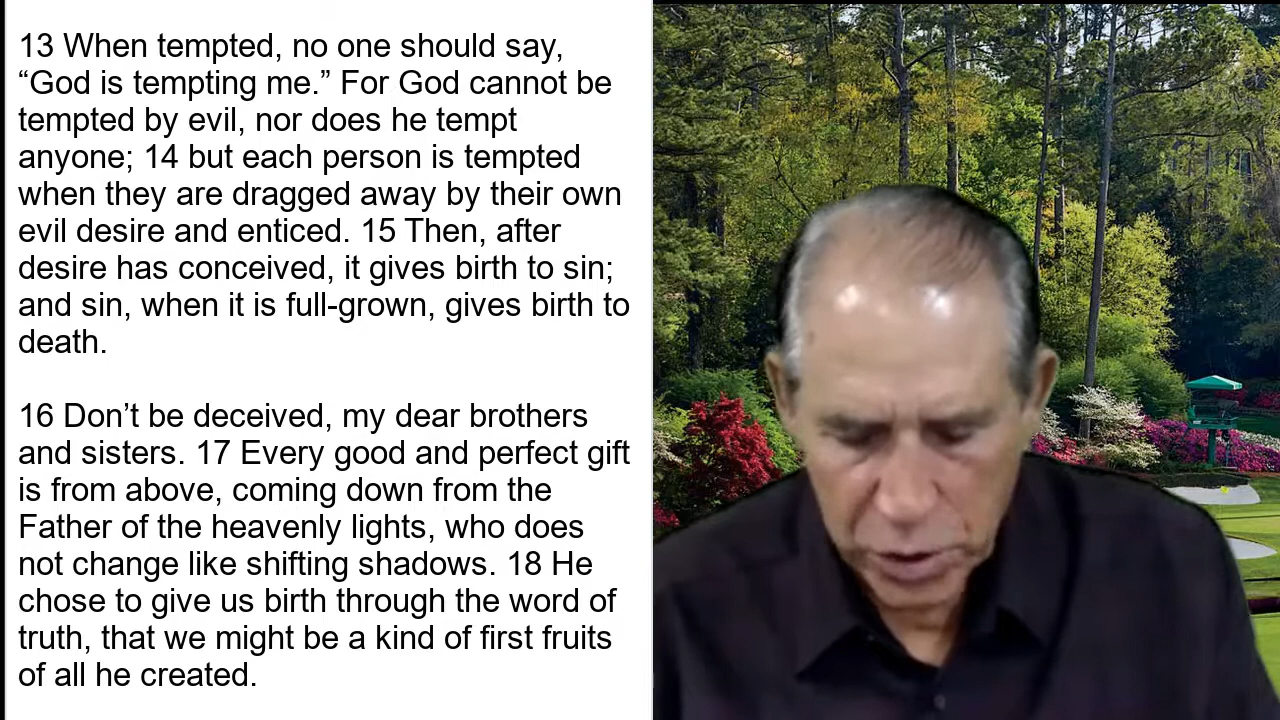 13 When tempted, no one should say,
“God is tempting me.” For God cannot be
tempted by evil, nor does he tempt
anyone; 14 but each person is tempted
when they are dragged away by their own
evil desire and enticed. 15 Then, after
desire has conceived, it gives birth to sin;
and sin, when it is full-grown, gives birth to
death.
16 Don’t be deceived, my dear brothers
and sisters. 17 Every good and perfect gift
is from above, coming down from the
Father of the heavenly lights, who does
not change like shifting shadows. 18 He
chose to give us birth through the word of
truth, that we might be a kind of first fruits
of all he created.